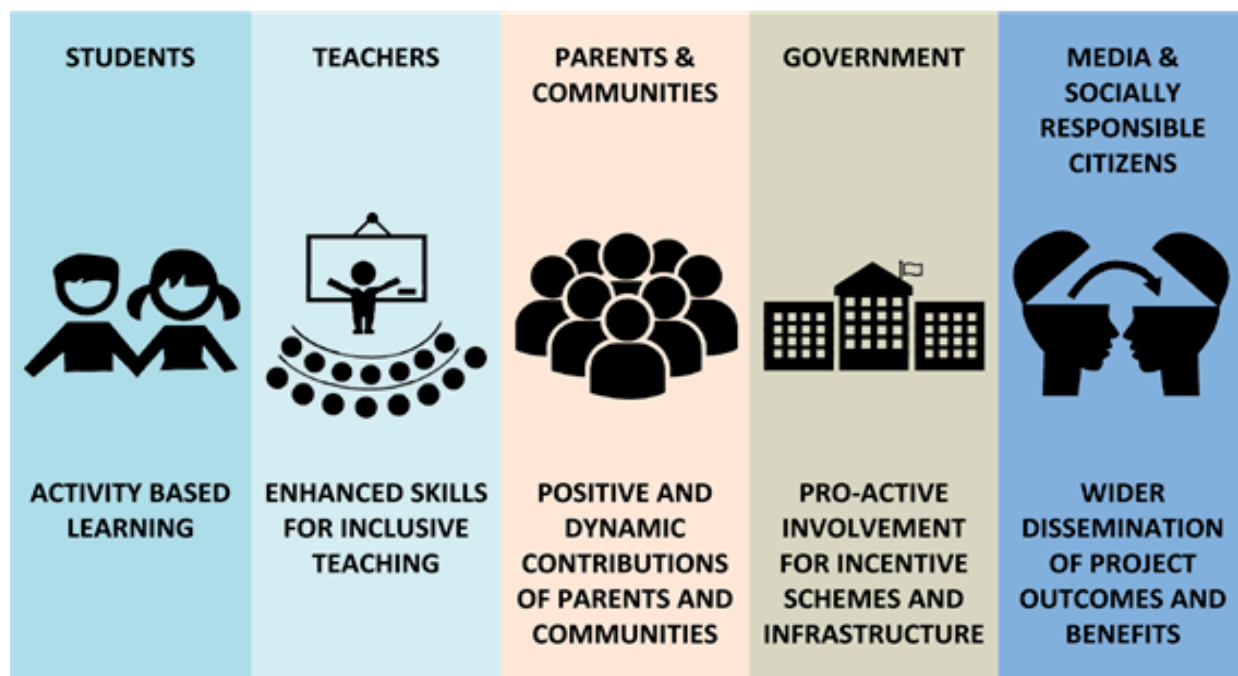 STUDENTS
ACTIVITY BASED
LEARNING
TEACHERS
ENHANCED SKILLS
FOR INCLUSIVE
TEACHING
PARENTS &
COMMUNITIES
POSITIVE AND
DYNAMIC
CONTRIBUTIONS
OF PARENTS AND
COMMUNITIES
GOVERNMENT
PRO-ACTIVE
INVOLVEMENT
FOR INCENTIVE
SCHEMES AND
INFRASTRUCTURE
MEDIA &
SOCIALLY
RESPONSIBLE
CITIZENS
WIDER
DISSEMINATION
OF PROJECT
OUTCOMES AND
BENEFITS